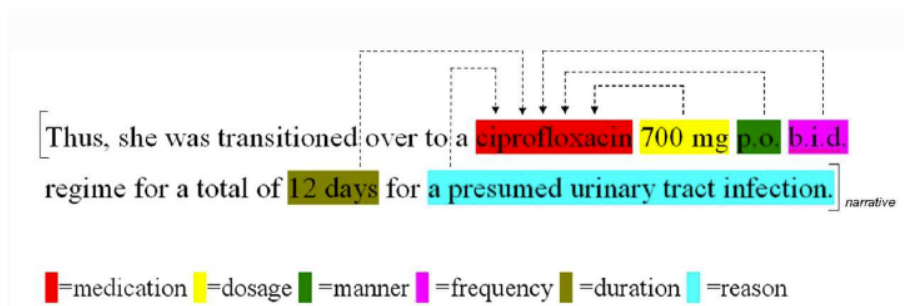 [Thus, she was transitioned over to a ciprofloxacin 700 mg p.o. b.i.d.
regime for a total of 12 days for a presumed urinary tract infection.] narrative
=medication =dosage =manner =frequency =duration =reason